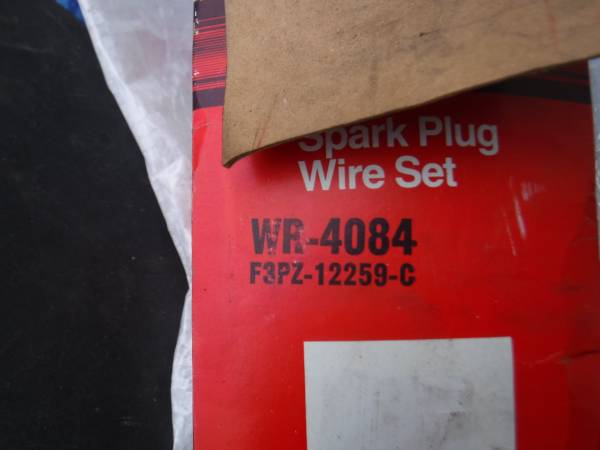 Spark Plug
Wire Set
WR-4084
F3PZ-12259-C